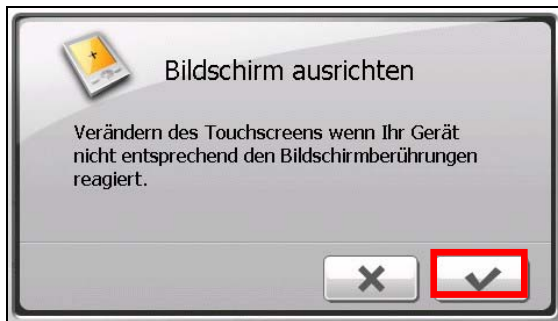 Bildschirm ausrichten
Verändern des Touchscreens wenn Ihr Gerät
nicht entsprechend den Bildschirmberührungen
reagiert.